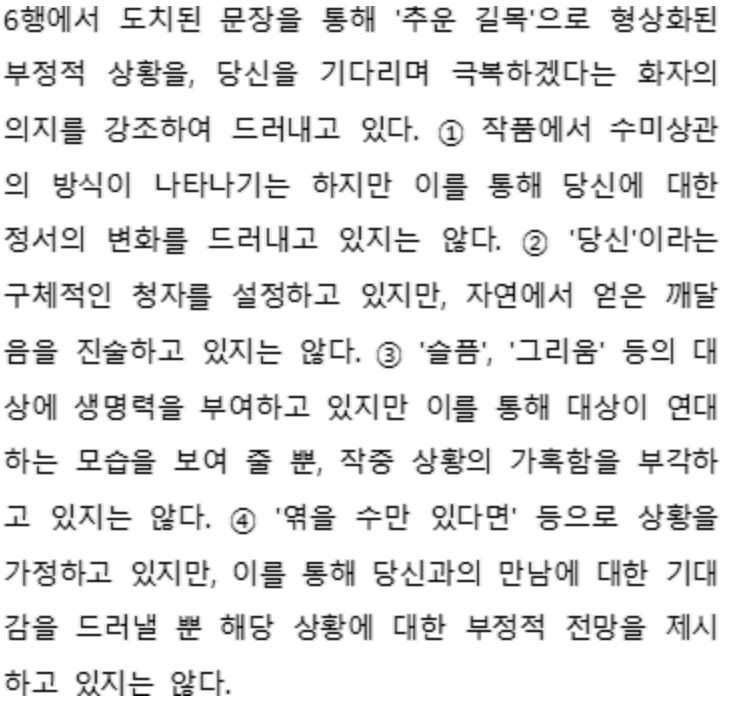 6행에서 도치된 문장을 통해 '추운 길목'으로 형상화된
부정적 상황을, 당신을 기다리며 극복하겠다는 화자의
의지를 강조하여 드러내고 있다. ① 작품에서 수미상관
의 방식이 나타나기는 하지만 이를 통해 당신에 대한
정서의 변화를 드러내고 있지는 않다. ② '당신'이라는
구체적인 청자를 설정하고 있지만, 자연에서 얻은 깨달
음을 진술하고 있지는 않다. ③ '슬픔', '그리움' 등의 대
상에 생명력을 부여하고 있지만 이를 통해 대상이 연대
하는 모습을 보여 줄 뿐, 작중 상황의 가혹함을 부각하
고 있지는 않다. ④ '엮을 수만 있다면' 등으로 상황을
가정하고 있지만, 이를 통해 당신과의 만남에 대한 기대
감을 드러낼 뿐 해당 상황에 대한 부정적 전망을 제시
하고 있지는 않다.